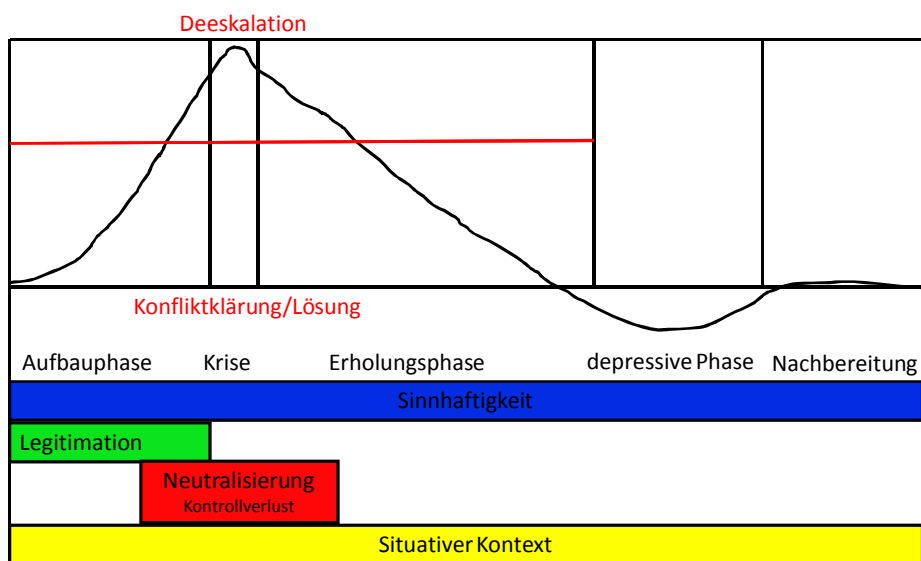 Deeskalation
Konfliktklärung/Lösung
Aufbauphase
Krise
Erholungsphase
depressive Phase
Nachbereitung
Sinnhaftigkeit
Legitimation
Neutralisierung
Kontrollverlust
Situativer Kontext